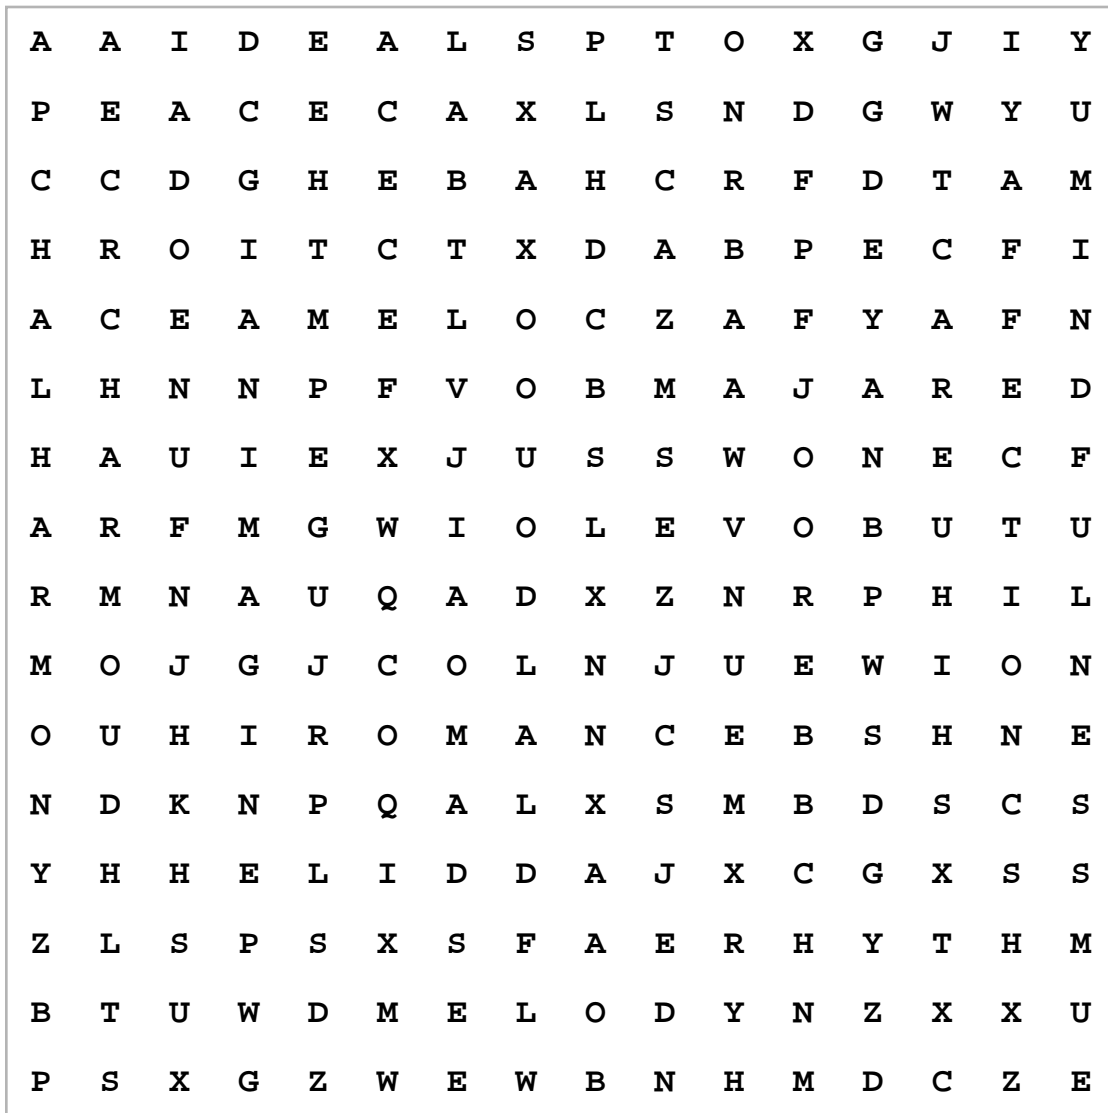 A A I D E A L S P T O X G J I Y
P E A C E C A X L S N D G W Y U
C C D G H E B A H C R F D T A M
H R O I T C T X D A B P E C F I
A C E A M E L O C Z A F Y A F N
L H N N P F V O B M A J A R E D
H A U I E X J U S S W O N E C F
A R F M G W I O L E V O B U T U
R M N A U Q A D X Z N R P H I L
M O J G J C O L N J U E W I O N
O U H I R O M A N C E B S H N E
N D K N P Q A L X S M B D S C S
Y H H E L I D D A J X C G X S S
Z L S P S X S F A E R H Y T H M
B T U W D M E L O D Y N Z X X U
P S X G Z W E W B N H M D C Z E